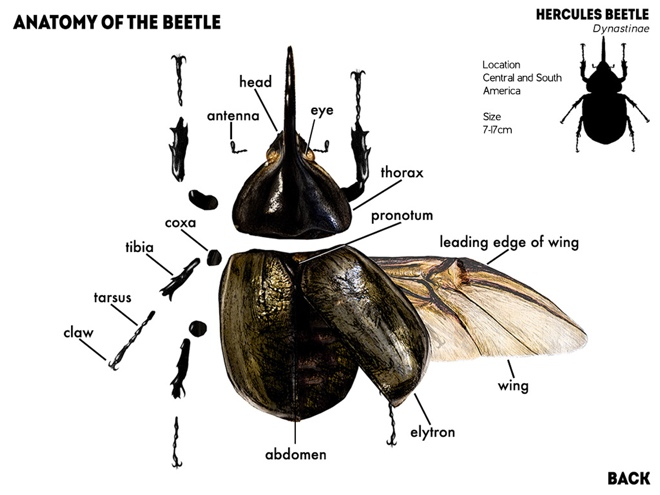 ANATOMY OF THE BEETLE
HERCULES BEETLE
Dynastinae
Location
Central and South
America
Size
7-17cm
head
antenna
eye
thorax
pronotum
coxa
leading edge of wing
tibia
tarsus
claw
wing
elytron
abdomen
BACK